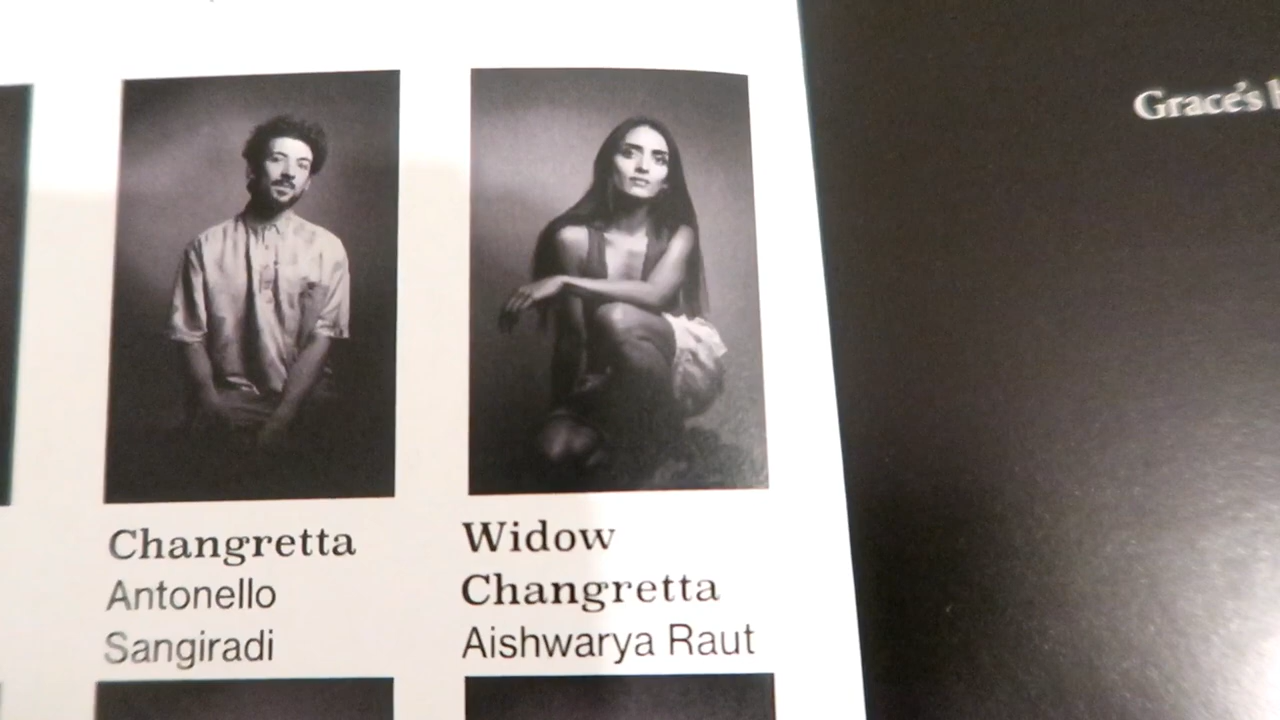 Changretta
Antonello
Sangiradi
Widow
Changretta
Aishwarya Raut
Grace's